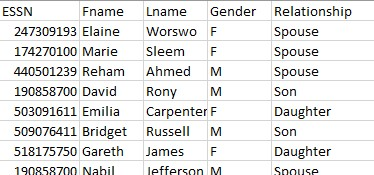 ESSN Fname Lname Gender Relationship
247309193 Elaine Worswo F Spouse
174270100 Marie Sleem F Spouse
440501239 Reham Ahmed M Spouse
190858700 David Rony M Son
503091611 Emilia Carpenter F Daughter
509076411 Bridget Russell M Son
518175750 Gareth James F Daughter
190858700 Nabil Jefferson M Spouse